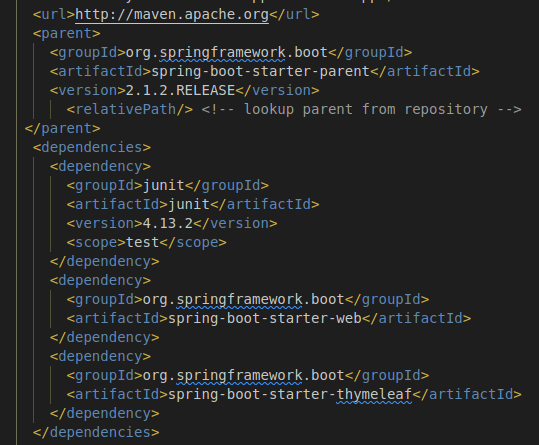 <url>http://maven.apache.org</url>
<parent>
<groupId>org.springframework.boot</groupId>
<artifactId>spring-boot-starter-parent</artifactId>
<version>2.1.2.RELEASE</version>
<relativePath/> <!-- lookup parent from repository -->
</parent>
<dependencies>
<dependency>
<groupId>junit</groupId>
<artifactId>junit</artifactId>
<version>4.13.2</version>
<scope>test</scope>
</dependency>
<dependency>
<groupId>org.springframework.boot</groupId>
<artifactId>spring-boot-starter-web</artifactId>
</dependency>
<dependency>
<groupId>org.springframework.boot</groupId>
<artifactId>spring-boot-starter-thymeleaf</artifactId>
</dependency>
</dependencies>